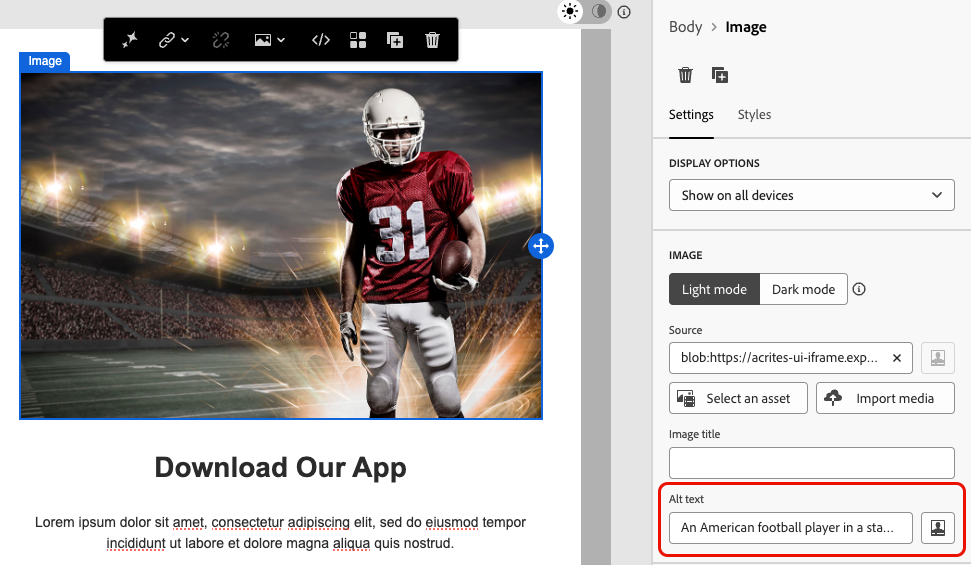 Image
31
Download Our App
Lorem ipsum dolor sit amet, consectetur adipiscing elit, sed do eiusmod tempor
incididunt ut labore et dolore magna aliqua quis nostrud.
Body > Image
Settings Styles
DISPLAY OPTIONS
Show on all devices
IMAGE
Light mode Dark mode
Source
blob:https://acrites-ui-iframe.exp...
Select an asset Import media
Image title
Alt text
An American football player in a sta...